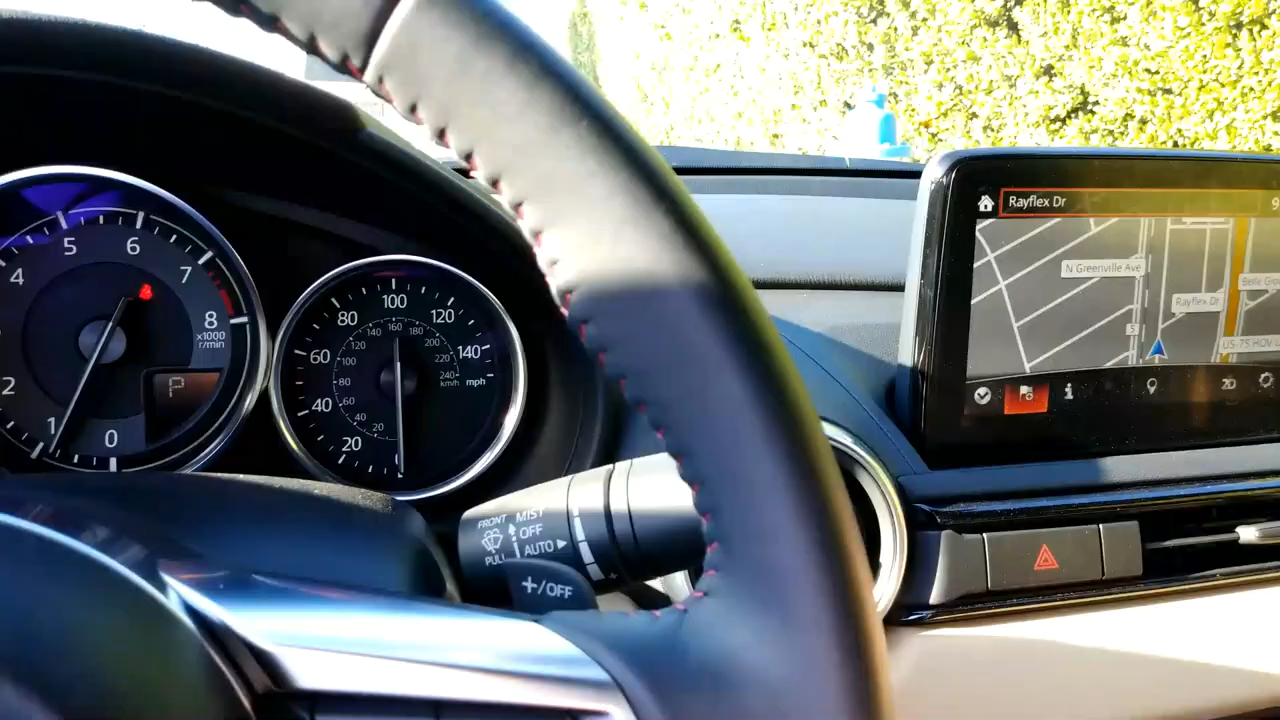 4
5
6
7
8
x1000
r/min
2
1
0
P
20
40
60
80
100
120
140
mph
20
40
60
80
100
120
140
160
180
200
220
240
km/h
FRONT
MIST
OFF
AUTO
PULL
+/OFF
Rayflex Dr
N Greenville Ave
Rayflex Dr
5
US-75 HOV
2D